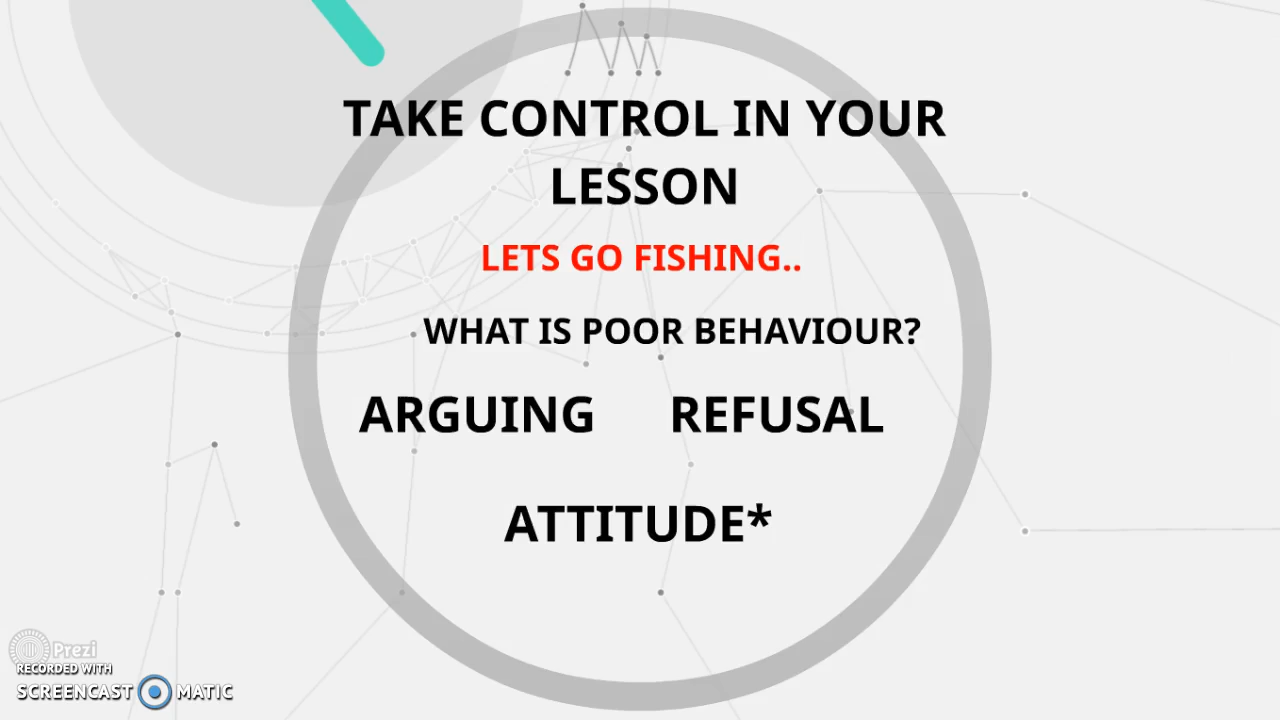 TAKE CONTROL IN YOUR
LESSON
LETS GO FISHING..
WHAT IS POOR BEHAVIOUR?
ARGUING REFUSAL
ATTITUDE*
Prezi
RECORDED WITH
SCREENCAST MATIC